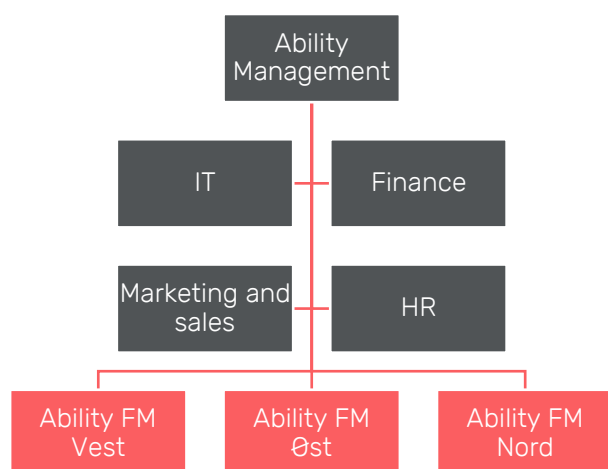 Ability
Management
IT
Finance
Marketing and
sales
HR
Ability FM
Vest
Ability FM
Øst
Ability FM
Nord